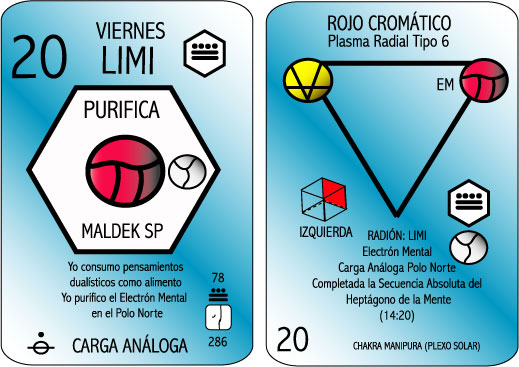 20
VIERNES
LIMI
PURIFICA
MALDEK SP
Yo consumo pensamientos
dualísticos como alimento
Yo purifico el Electrón Mental
en el Polo Norte
78
286
CARGA ANÁLOGA
ROJO CROMÁTICO
Plasma Radial Tipo 6
EM
IZQUIERDA
RADIÓN: LIMI
Electrón Mental
Carga Análoga Polo Norte
Completada la Secuencia Absoluta del
Heptágono de la Mente
(14:20)
20
CHAKRA MANIPURA (PLEXO SOLAR)